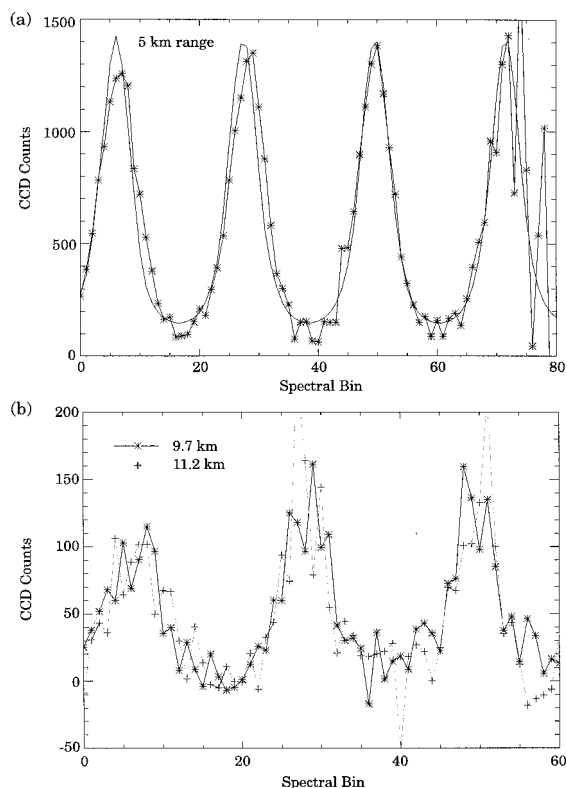 (a)
1500
5 km range
1000
CCD Counts
500
0
0 20 40 60 80
Spectral Bin
(b)
200
9.7 km
11.2 km
150
100
CCD Counts
50
0
-50
0 20 40 60
Spectral Bin